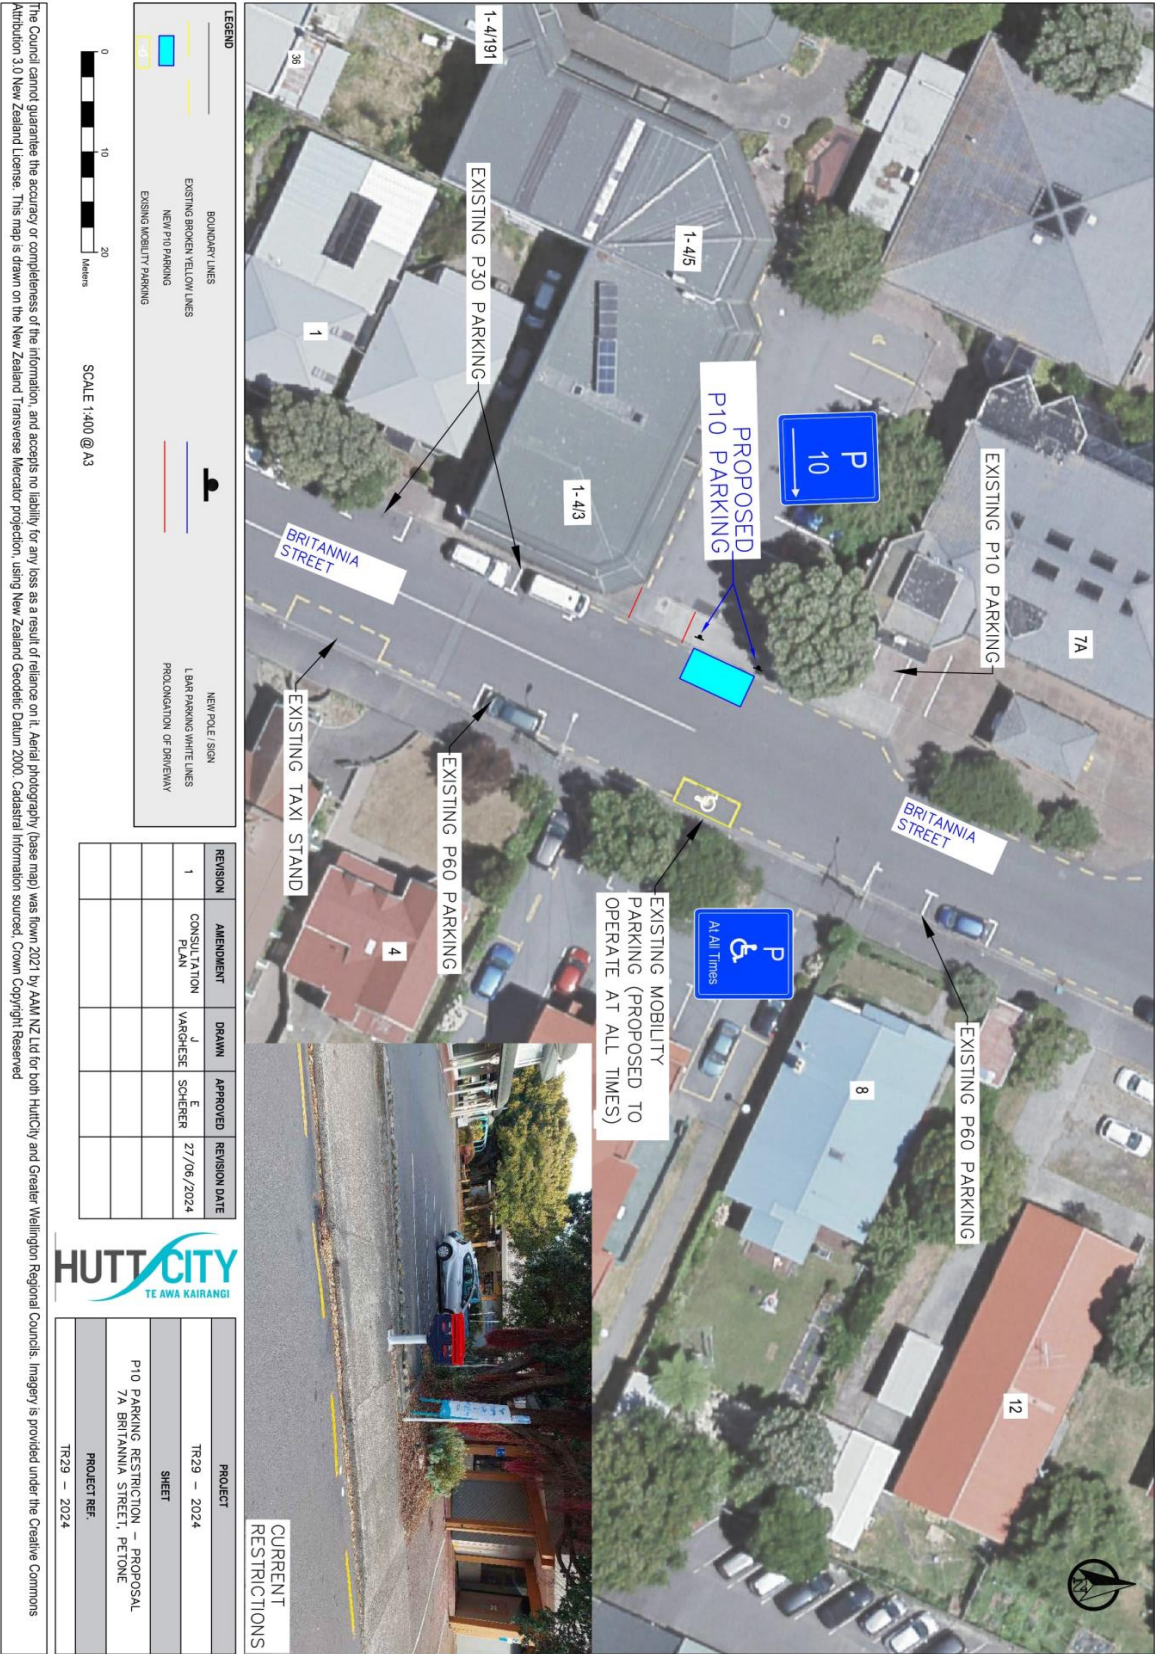 1- 4/191
36
1
EXISTING P30 PARKING
1- 4/5
1- 4/3
PROPOSED
P10 PARKING
P
10
EXISTING P10 PARKING
7A
BRITANNIA
STREET
BRITANNIA
STREET
EXISTING TAXI STAND
EXISTING P60 PARKING
4
EXISTING MOBILITY
PARKING (PROPOSED TO
OPERATE AT ALL TIMES)
P
At All Times
8
EXISTING P60 PARKING
12
N
CURRENT
RESTRICTIONS
LEGEND
BOUNDARY LINES
EXISTING BROKEN YELLOW LINES
NEW P10 PARKING
EXISING MOBILITY PARKING
NEW POLE / SIGN
L BAR PARKING WHITE LINES
PROLONGATION OF DRIVEWAY
0 10 20
Meters
SCALE 1:400 @ A3
REVISION AMENDMENT DRAWN APPROVED REVISION DATE
1 CONSULTATION PLAN J VARGHESE E SCHERER 27/06/2024
HUTT CITY
TE AWA KAIRANGI
PROJECT
TR29 - 2024
SHEET
P10 PARKING RESTRICTION - PROPOSAL
7A BRITANNIA STREET, PETONE
PROJECT REF.
TR29 - 2024
The Council cannot guarantee the accuracy or completeness of the information, and accepts no liability for any loss as a result of reliance on it. Aerial photography (base map) was flown 2021 by AAM NZ Ltd for both HuttCity and Greater Wellington Regional Councils. Imagery is provided under the Creative Commons
Attribution 3.0 New Zealand License. This map is drawn on the New Zealand Transverse Mercator projection, using New Zealand Geodetic Datum 2000. Cadastral Information sourced, Crown Copyright Reserved